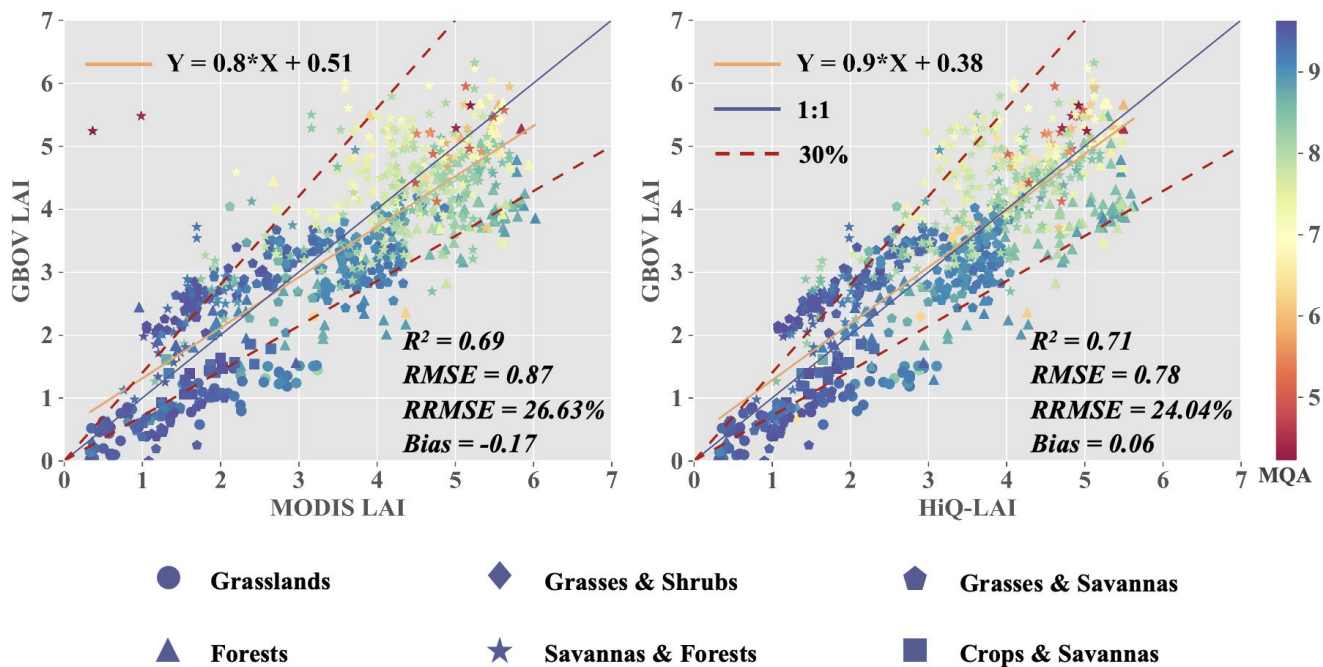 7
6
5
4
3
2
1
0
GBOV LAI
Y = 0.8*X + 0.51
R² = 0.69
RMSE = 0.87
RRMSE = 26.63%
Bias = -0.17
0 1 2 3 4 5 6 7
MODIS LAI
7
6
5
4
3
2
1
0
GBOV LAI
Y = 0.9*X + 0.38
1:1
30%
R² = 0.71
RMSE = 0.78
RRMSE = 24.04%
Bias = 0.06
0 1 2 3 4 5 6 7
HiQ-LAI
9
8
7
6
5
MQA
Grasslands
Grasses & Shrubs
Grasses & Savannas
Forests
Savannas & Forests
Crops & Savannas